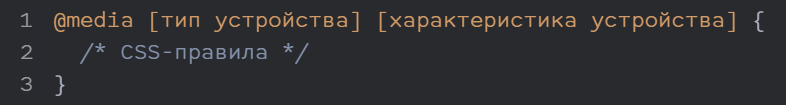 1 @media [тип устройства] [характеристика устройства] {
2   /* CSS-правила */
3 }